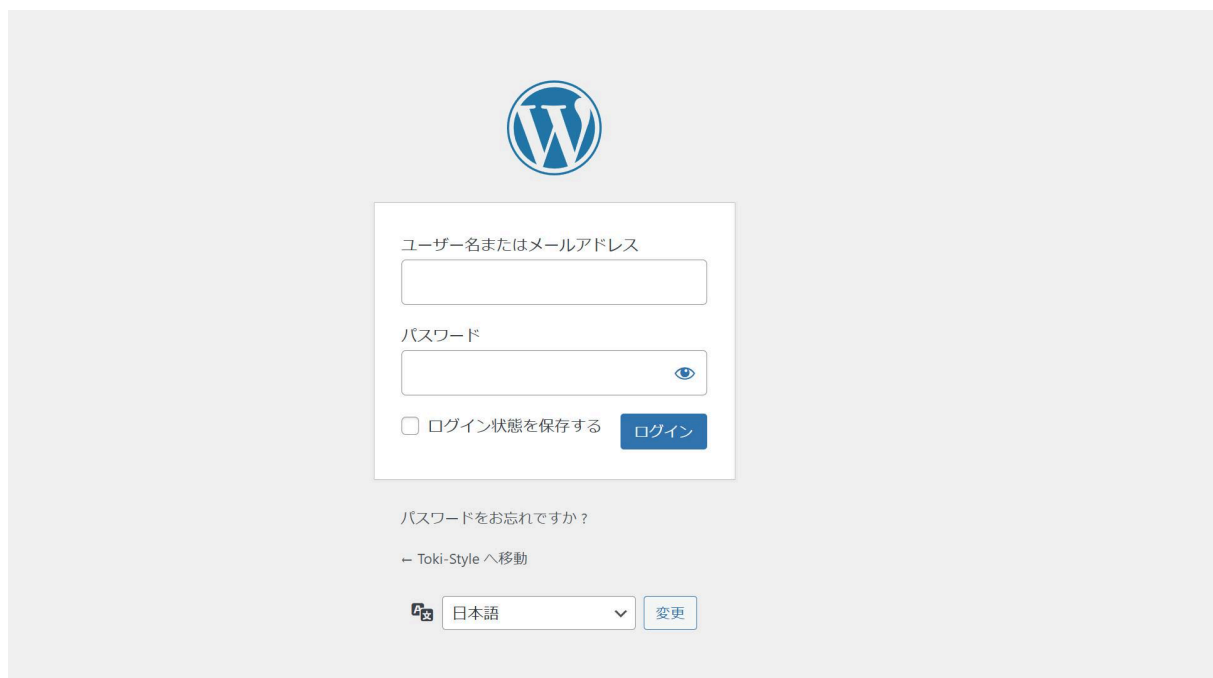 ユーザー名またはメールアドレス
パスワード
ログイン状態を保存する ログイン
パスワードをお忘れですか ?
← Toki-Style へ移動
日本語 変更